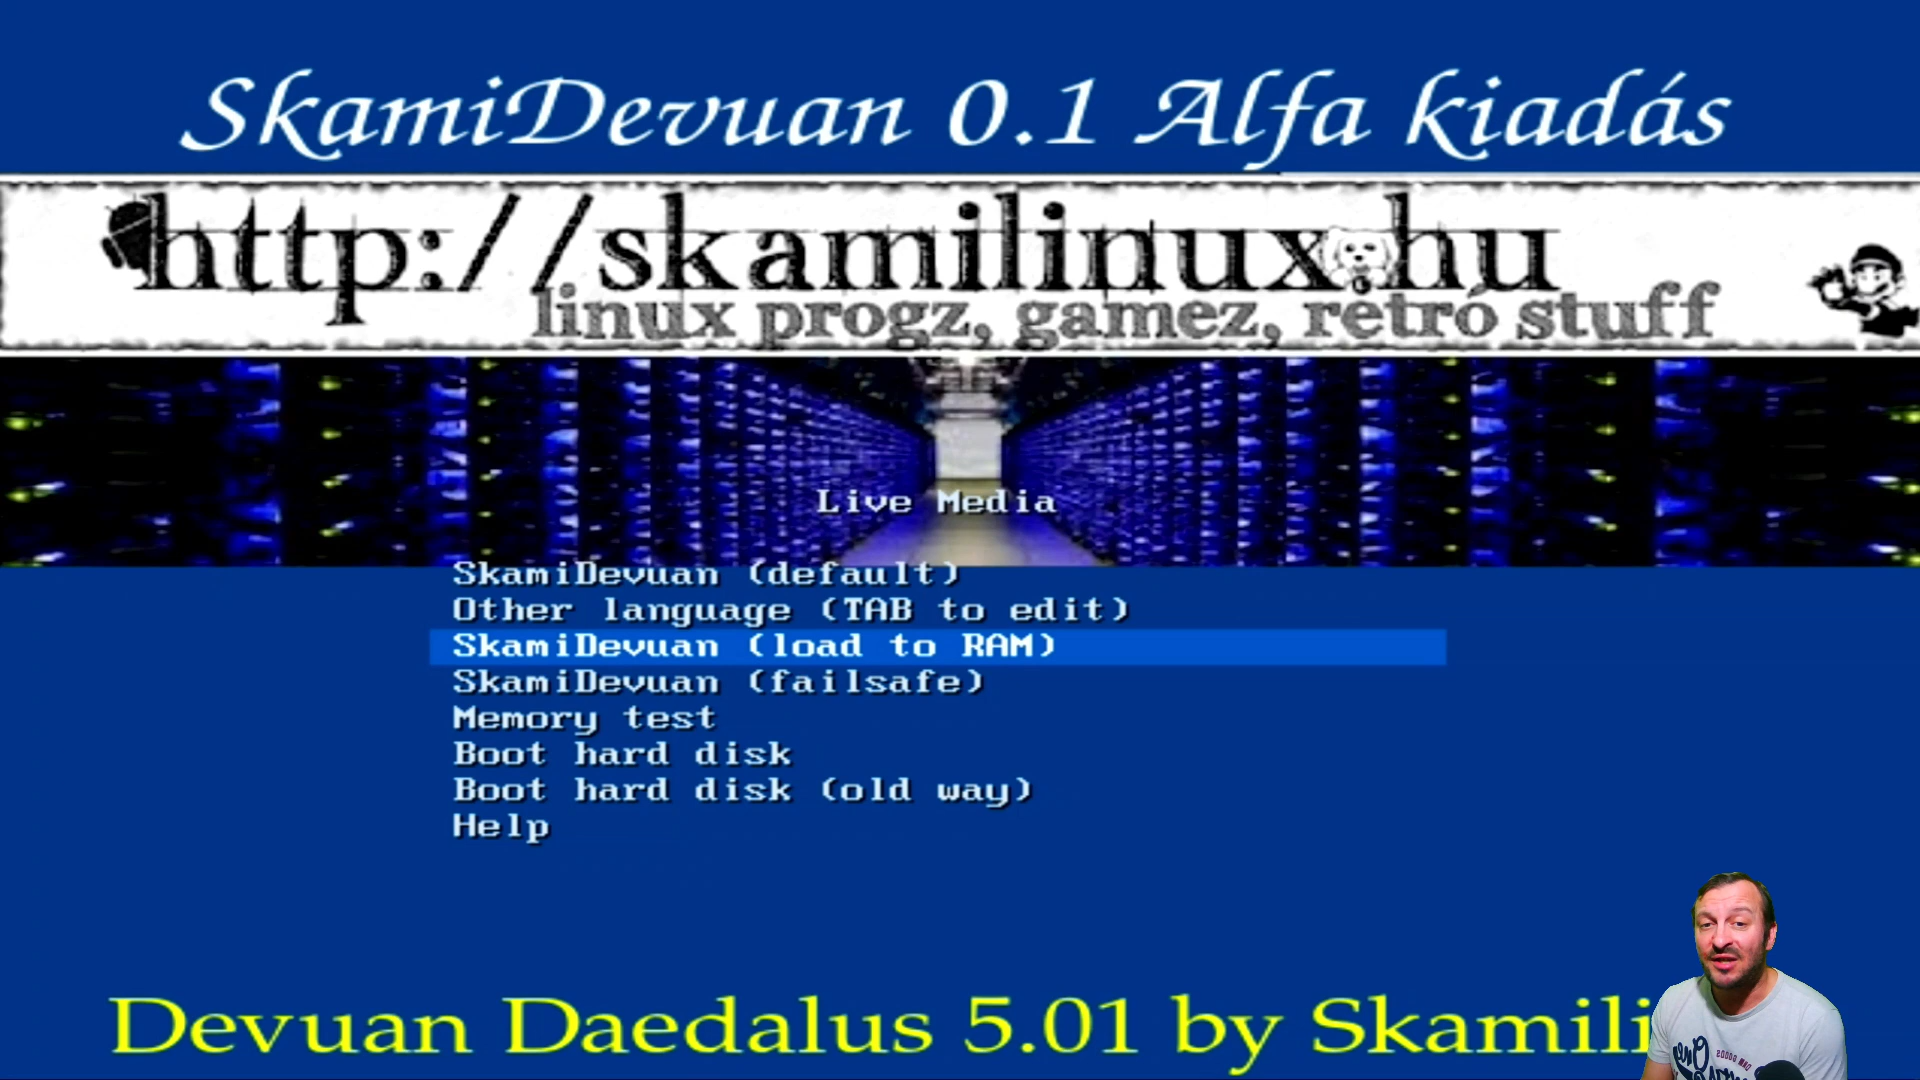 SkamiDevuan 0.1 Alfa kiadás
http://skamilinux.hu
linux progz, gamez, retró stuff
Live Media
SkamiDevuan (default)
Other language (TAB to edit)
SkamiDevuan (load to RAM)
SkamiDevuan (failsafe)
Memory test
Boot hard disk
Boot hard disk (old way)
Help
Devuan Daedalus 5.01 by Skamili